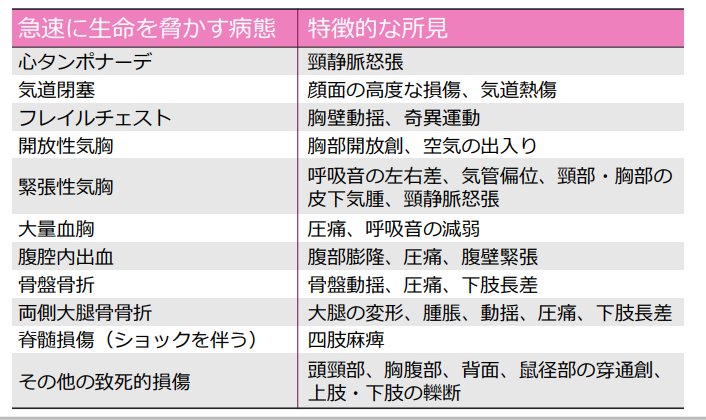 急速に生命を脅かす病態 特徴的な所見
心タンポナーデ 頸静脈怒張
気道閉塞 顔面の高度な損傷、気道熱傷
フレイルチェスト 胸壁動揺、奇異運動
開放性気胸 胸部開放創、空気の出入り
緊張性気胸 呼吸音の左右差、気管偏位、頸部・胸部の
皮下気腫、頸静脈怒張
大量血胸 圧痛、呼吸音の減弱
腹腔内出血 腹部膨隆、圧痛、腹壁緊張
骨盤骨折 骨盤動揺、圧痛、下肢長差
両側大腿骨骨折 大腿の変形、腫脹、動揺、圧痛、下肢長差
脊髄損傷（ショックを伴う） 四肢麻痺
その他の致死的損傷 頭頸部、胸腹部、背面、鼠径部の穿通創、
上肢・下肢の轢断